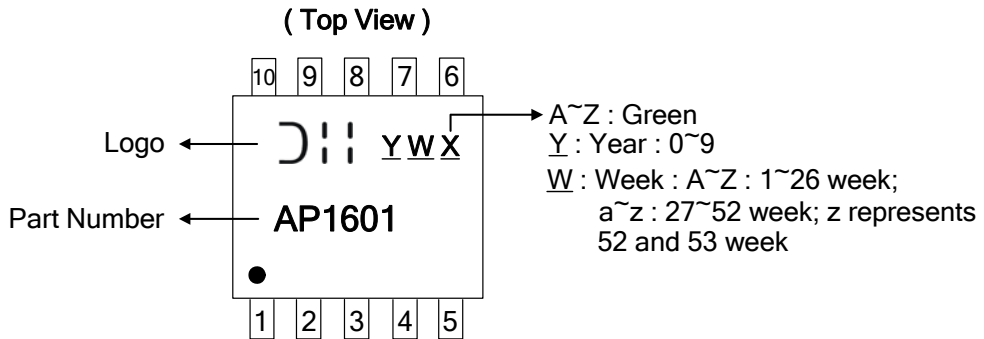 ( Top View )
10 9 8 7 6
Logo
Y W X
A~Z : Green
Y : Year : 0~9
W : Week : A~Z : 1~26 week;
a~z : 27~52 week; z represents
52 and 53 week
Part Number
AP1601
1 2 3 4 5